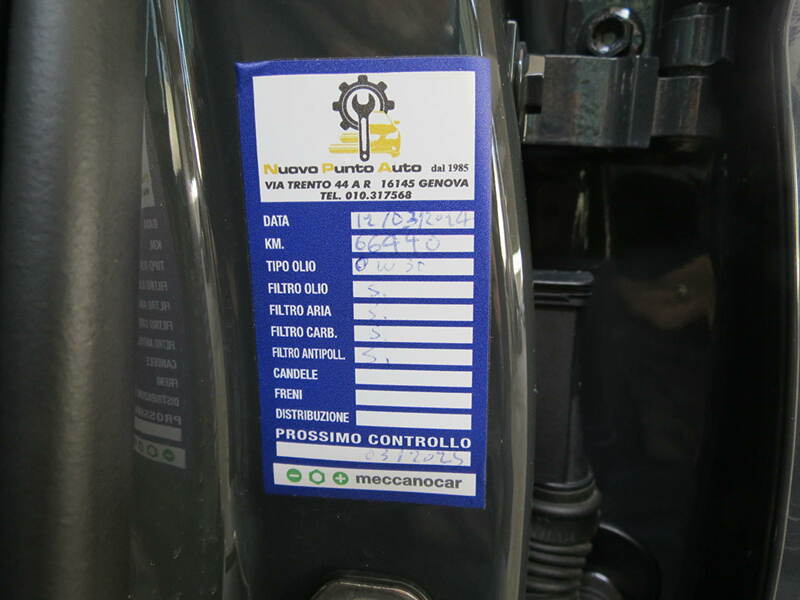 Nuovo Punto Auto dal 1985
VIA TRENTO 44 A R 16145 GENOVA
TEL. 010.317568
DATA 12/03/2024
KM. 66440
TIPO OLIO 0W30
FILTRO OLIO S.
FILTRO ARIA S.
FILTRO CARB. S.
FILTRO ANTIPOLL. S.
CANDELE
FRENI
DISTRIBUZIONE
PROSSIMO CONTROLLO
03/2025
meccanocar